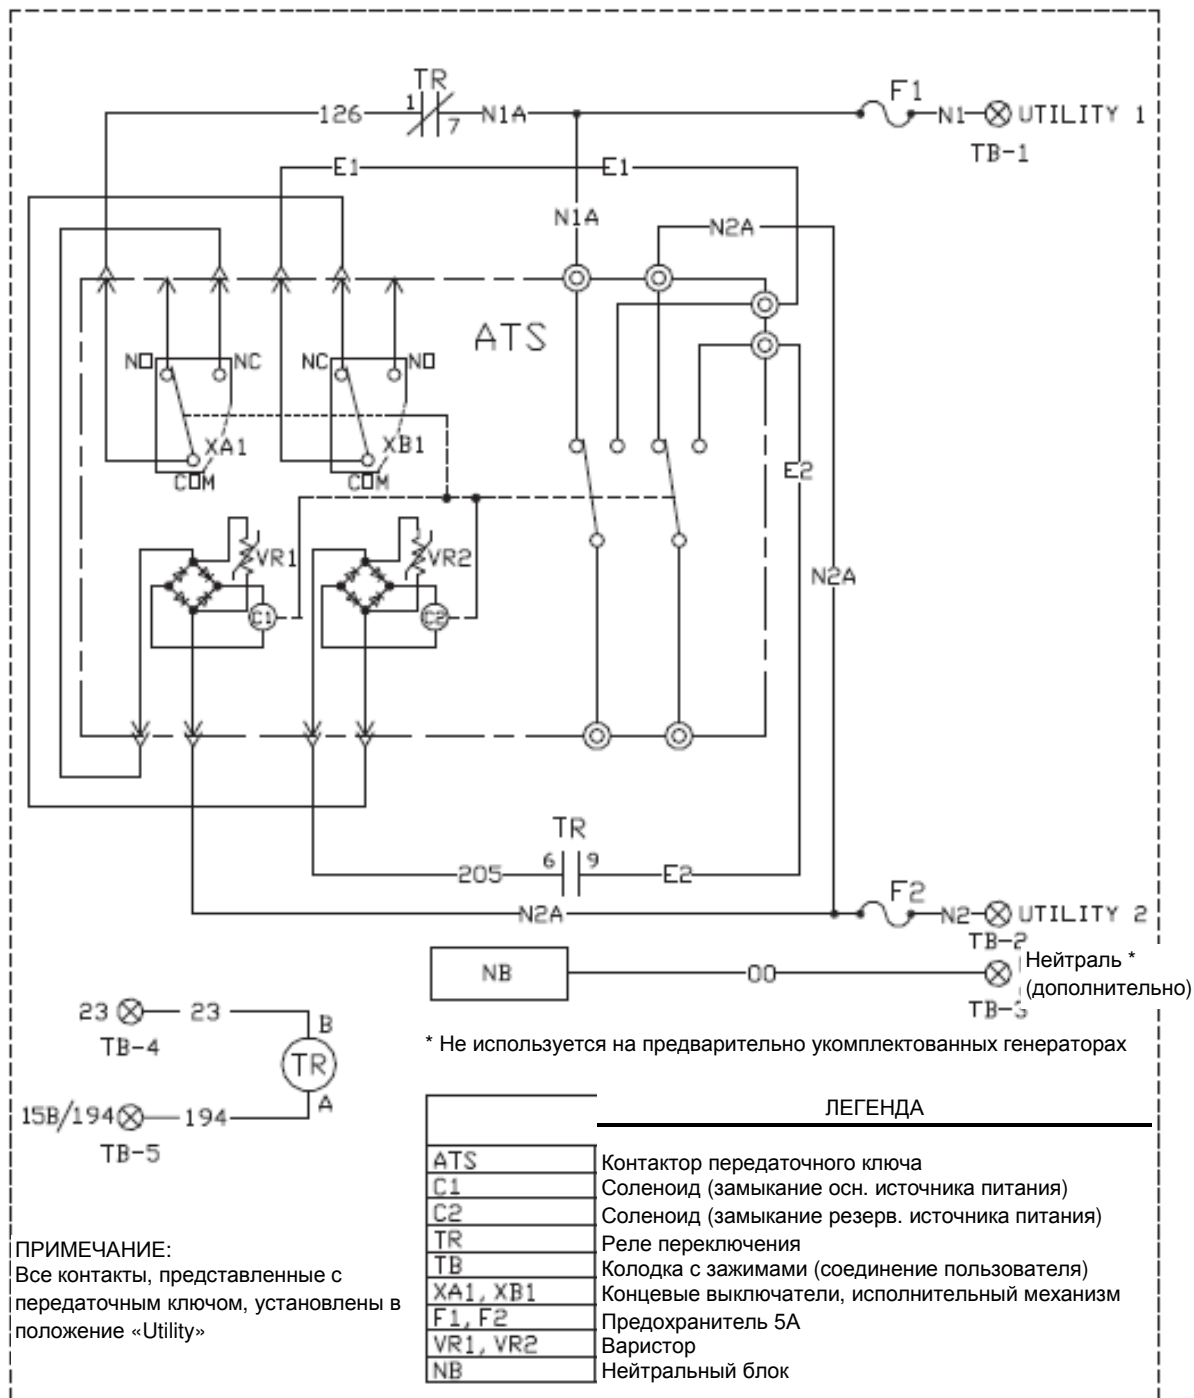 TR
126
1
7
N1A
F1
N1
UTILITY 1
TB-1
E1
E1
N1A
N2A
ATS
NO
NC
NC
NO
XA1
XB1
COM
COM
E2
VR1
VR2
N2A
C1
C2
TR
6
9
205
E2
F2
N2A
N2
UTILITY 2
TB-2
NB
00
Нейтраль *
(дополнительно)
TB-3
23
23
B
TB-4
* Не используется на предварительно укомплектованных генераторах
TR
A
15B/194
194
TB-5
ЛЕГЕНДА
ATS Контактор передаточного ключа
C1 Соленоид (замыкание осн. источника питания)
C2 Соленоид (замыкание резерв. источника питания)
TR Реле переключения
TB Колодка с зажимами (соединение пользователя)
XA1, XB1 Концевые выключатели, исполнительный механизм
F1, F2 Предохранитель 5А
VR1, VR2 Варистор
NB Нейтральный блок
ПРИМЕЧАНИЕ:
Все контакты, представленные с
передаточным ключом, установлены в
положение «Utility»